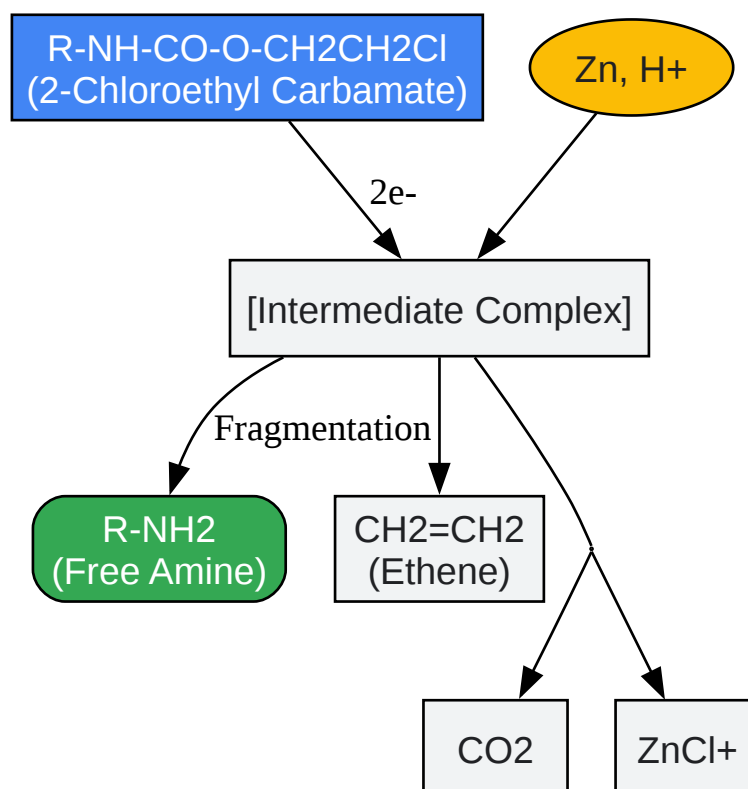 R-NH-CO-O-CH2CH2Cl
(2-Chloroethyl Carbamate)
Zn, H+
2e-
[Intermediate Complex]
Fragmentation
R-NH2
(Free Amine)
CH2=CH2
(Ethene)
CO2
ZnCl+